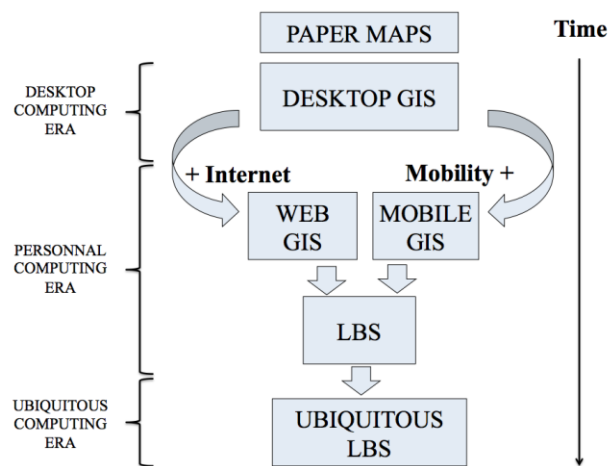 PAPER MAPS
Time
DESKTOP
COMPUTING
ERA
DESKTOP GIS
+ Internet
Mobility +
WEB
GIS
MOBILE
GIS
PERSONNAL
COMPUTING
ERA
LBS
UBIQUITOUS
COMPUTING
ERA
UBIQUITOUS
LBS